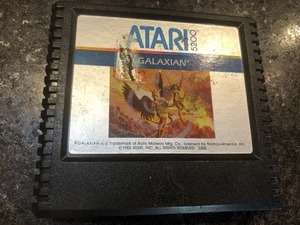 ATARI 5200
GALAXIAN*
*GALAXIAN is a Trademark of Bally Midway Mfg. Co., licensed by Namco-America, Inc.
©1982 ATARI, INC. ALL RIGHTS RESERVED